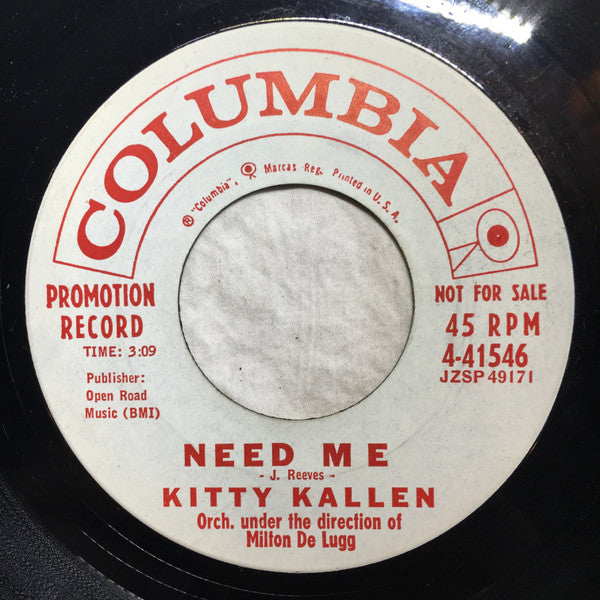 COLUMBIA
® "Columbia", Marcas Reg. Printed in U.S.A.
PROMOTION
RECORD
TIME: 3:09
Publisher:
Open Road
Music (BMI)
NOT FOR SALE
45 RPM
4-41546
JZSP 49171
NEED ME
- J. Reeves -
KITTY KALLEN
Orch. under the direction of
Milton De Lugg